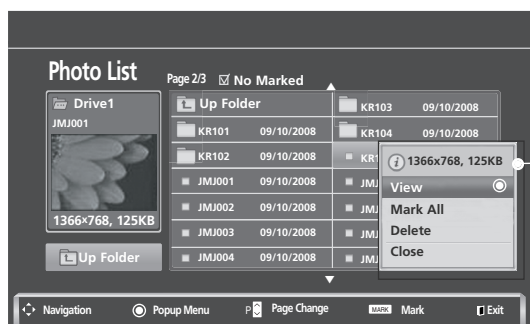 Photo List
Page 2/3 No Marked
Drive1
JMJ001
1366x768, 125KB
Up Folder
Up Folder
KR101 09/10/2008
KR102 09/10/2008
JMJ001 09/10/2008
JMJ002 09/10/2008
JMJ003 09/10/2008
JMJ004 09/10/2008
KR103 09/10/2008
KR104 09/10/2008
1366x768, 125KB
View
Mark All
Delete
Close
Navigation
Popup Menu
P Page Change
MARK Mark
Exit